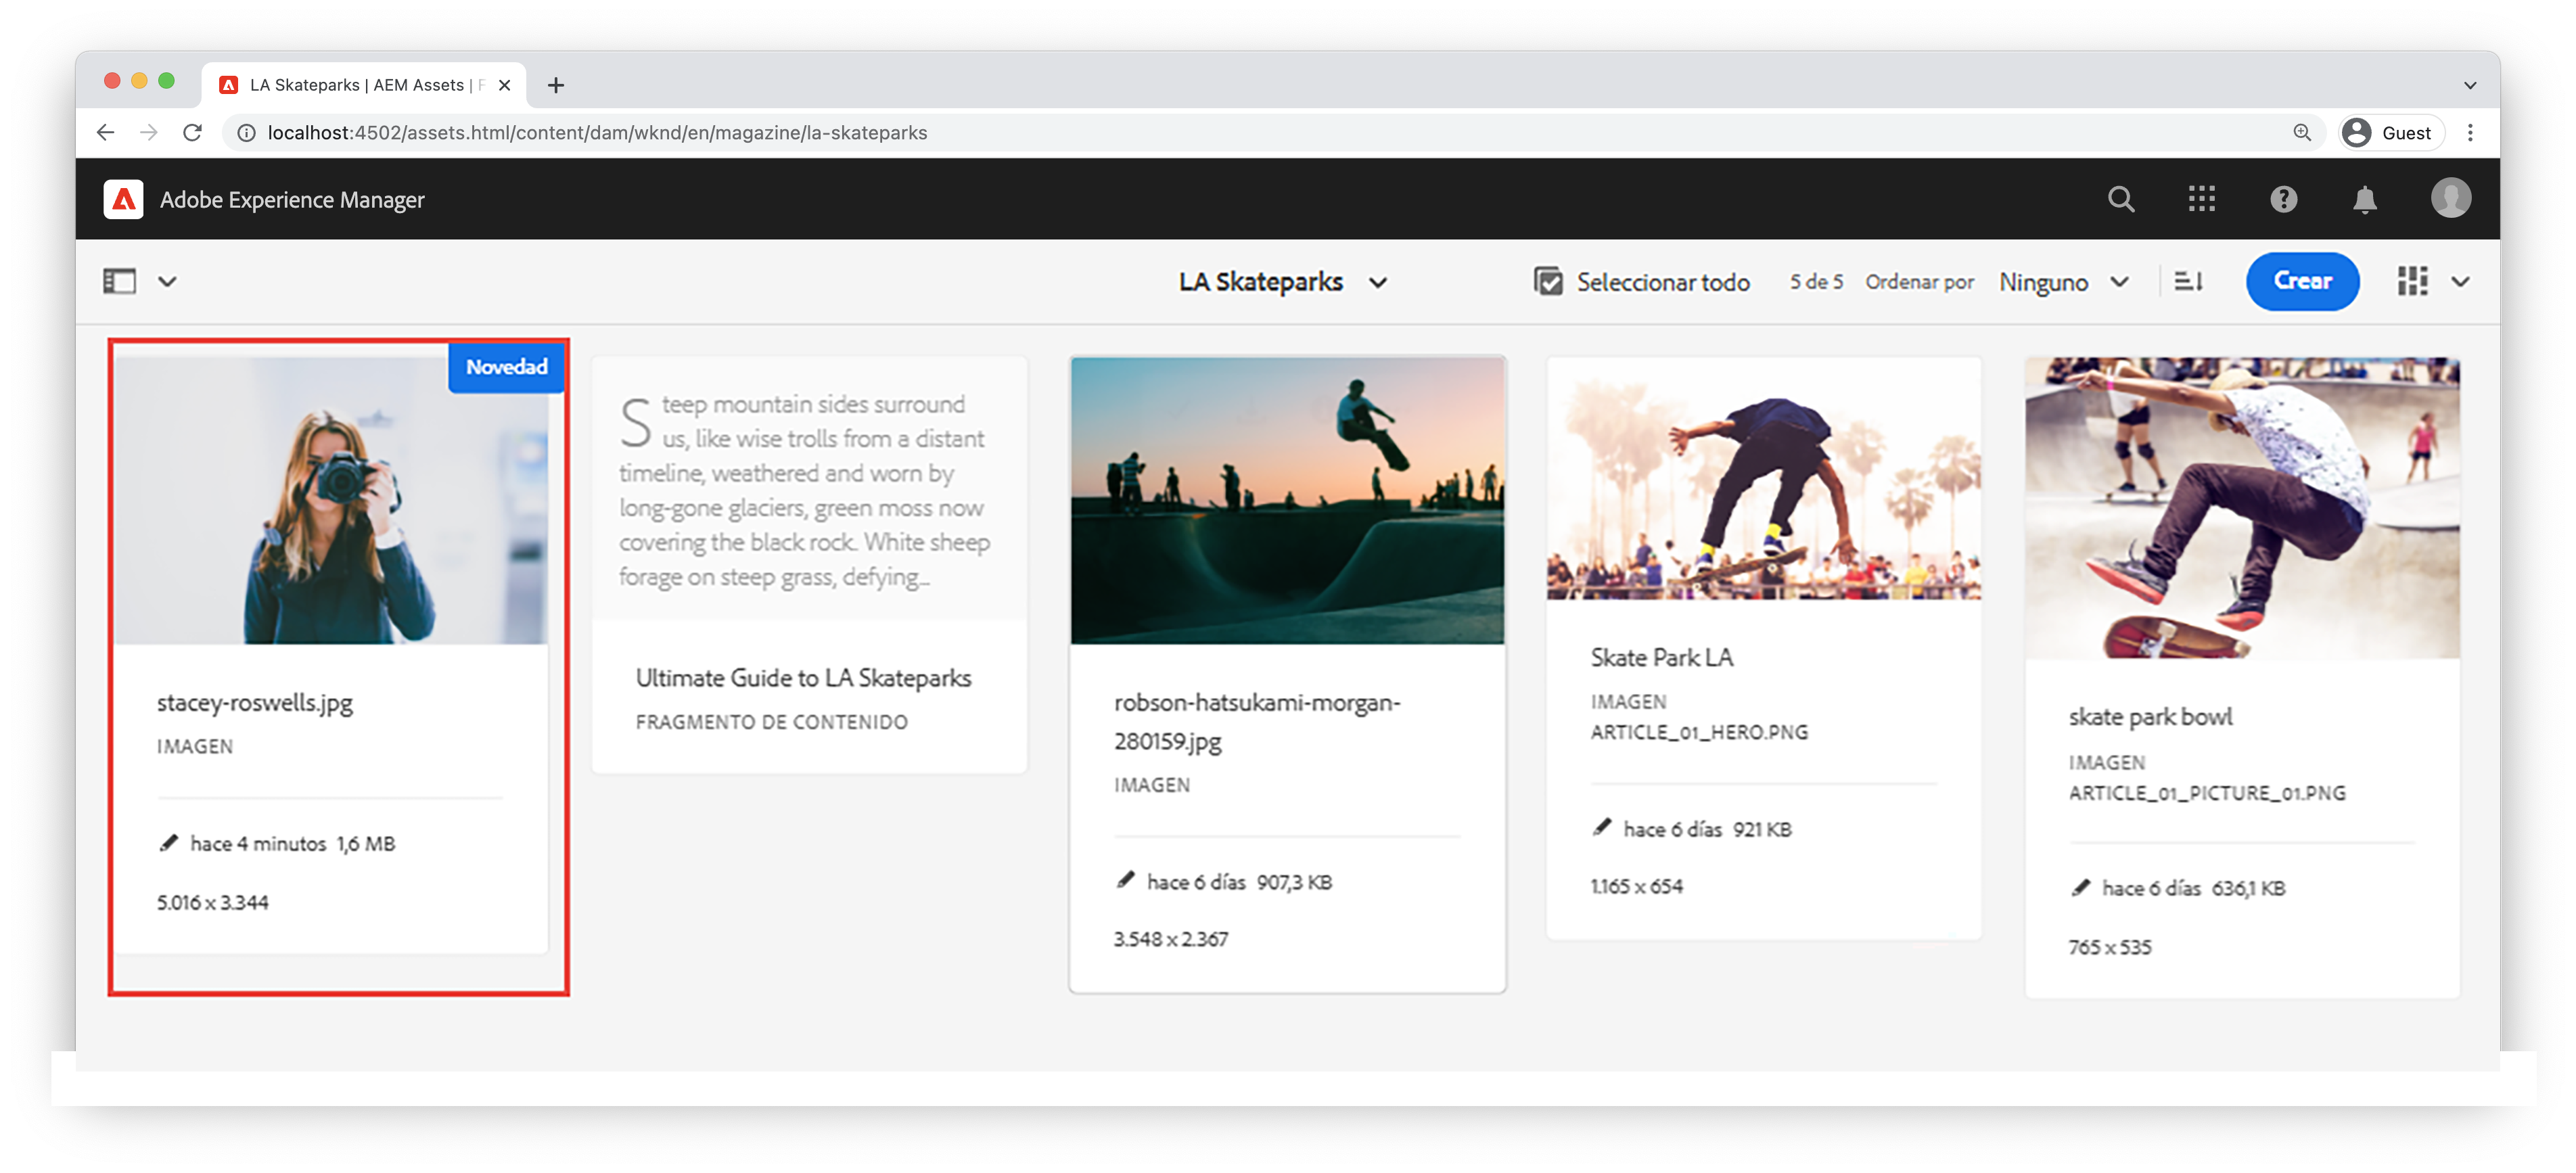 LA Skateparks | AEM Assets |
localhost:4502/assets.html/content/dam/wknd/en/magazine/la-skateparks
Guest
Adobe Experience Manager
LA Skateparks
Seleccionar todo
5 de 5
Ordenar por
Ninguno
Crear
Novedad
stacey-roswells.jpg
IMAGEN
hace 4 minutos 1,6 MB
5.016 x 3.344
Steep mountain sides surround
us, like wise trolls from a distant
timeline, weathered and worn by
long-gone glaciers, green moss now
covering the black rock. White sheep
forage on steep grass, defying...
Ultimate Guide to LA Skateparks
FRAGMENTO DE CONTENIDO
robson-hatsukami-morgan-
280159.jpg
IMAGEN
hace 6 días 907,3 KB
3.548 x 2.367
Skate Park LA
IMAGEN
ARTICLE_01_HERO.PNG
hace 6 días 921 KB
1.165 x 654
skate park bowl
IMAGEN
ARTICLE_01_PICTURE_01.PNG
hace 6 días 636,1 KB
765 x 535